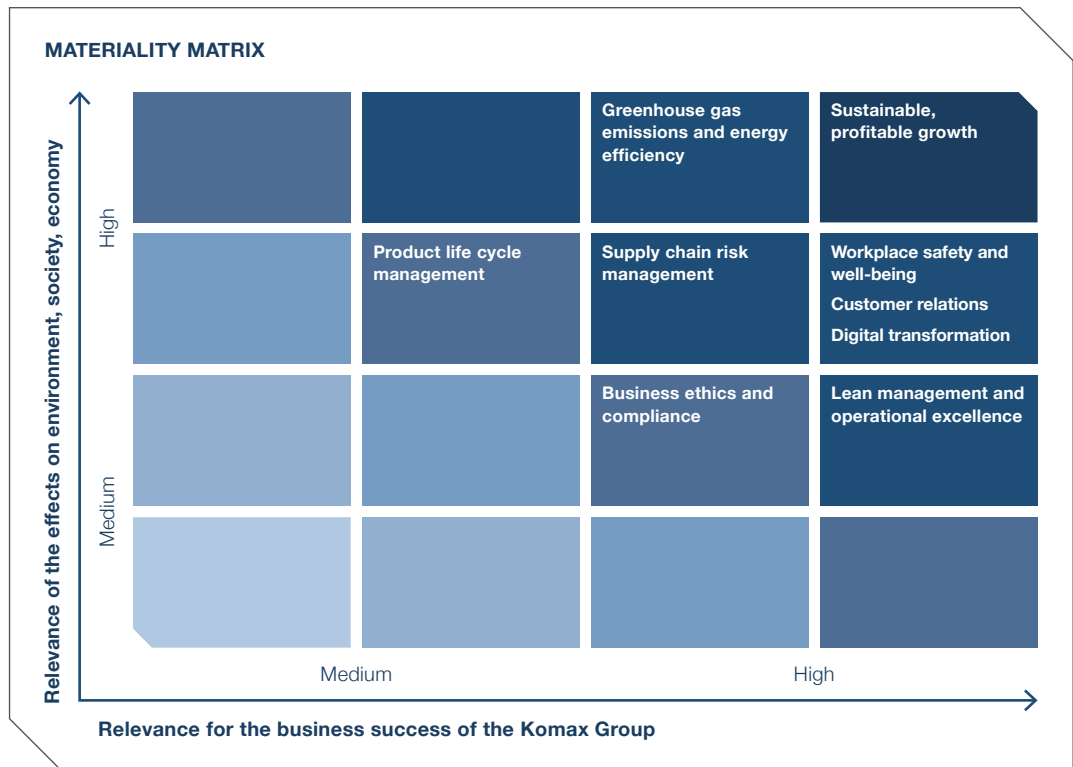 MATERIALITY MATRIX
Relevance of the effects on environment, society, economy
High
Medium
Greenhouse gas
emissions and energy
efficiency
Sustainable,
profitable growth
Product life cycle
management
Supply chain risk
management
Workplace safety and
well-being
Customer relations
Digital transformation
Business ethics and
compliance
Lean management and
operational excellence
Medium
High
Relevance for the business success of the Komax Group